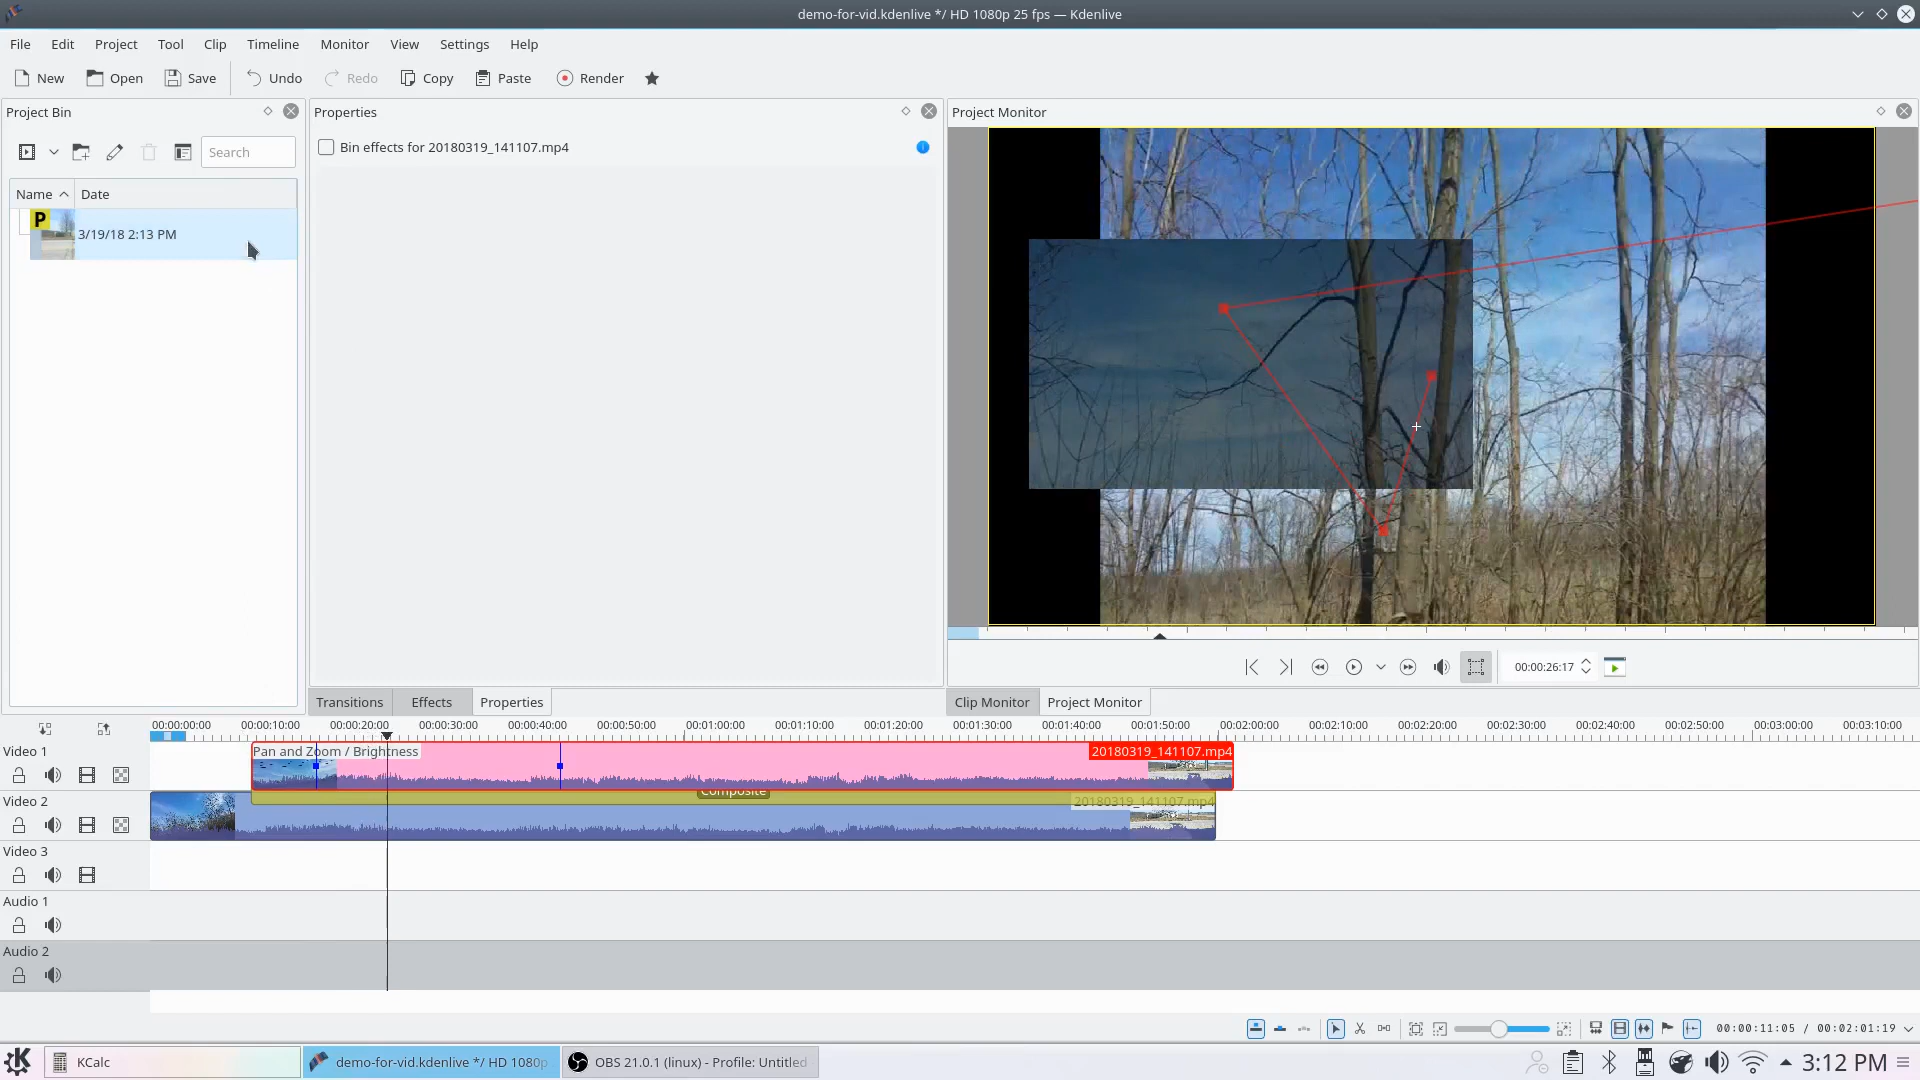 demo-for-vid.kdenlive */ HD 1080p 25 fps — Kdenlive
File Edit Project Tool Clip Timeline Monitor View Settings Help
New Open Save Undo Redo Copy Paste Render
Project Bin
Search
Name Date
P
3/19/18 2:13 PM
Properties
Bin effects for 20180319_141107.mp4
Project Monitor
00:00:26:17
Transitions Effects Properties
Clip Monitor Project Monitor
00:00:00:00 00:00:10:00 00:00:20:00 00:00:30:00 00:00:40:00 00:00:50:00 00:01:00:00 00:01:10:00 00:01:20:00 00:01:30:00 00:01:40:00 00:01:50:00 00:02:00:00 00:02:10:00 00:02:20:00 00:02:30:00 00:02:40:00 00:02:50:00 00:03:00:00 00:03:10:00
Video 1
Pan and Zoom / Brightness
20180319_141107.mp4
Composite
Video 2
20180319_141107.mp4
Video 3
Audio 1
Audio 2
00:00:11:05 / 00:02:01:19
KCalc
demo-for-vid.kdenlive */ HD 1080p
OBS 21.0.1 (linux) - Profile: Untitled
3:12 PM